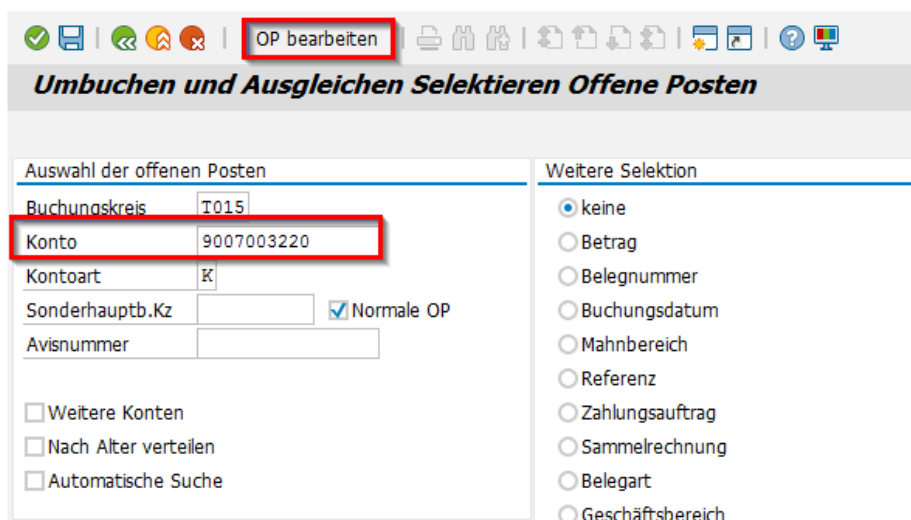 OP bearbeiten
Umbuchen und Ausgleichen Selektieren Offene Posten
Auswahl der offenen Posten
Buchungskreis T015
Konto 9007003220
Kontoart K
Sonderhauptb.Kz Normale OP
Avisnummer
Weitere Konten
Nach Alter verteilen
Automatische Suche
Weitere Selektion
keine
Betrag
Belegnummer
Buchungsdatum
Mahnbereich
Referenz
Zahlungsauftrag
Sammelrechnung
Belegart
Geschäftsbereich